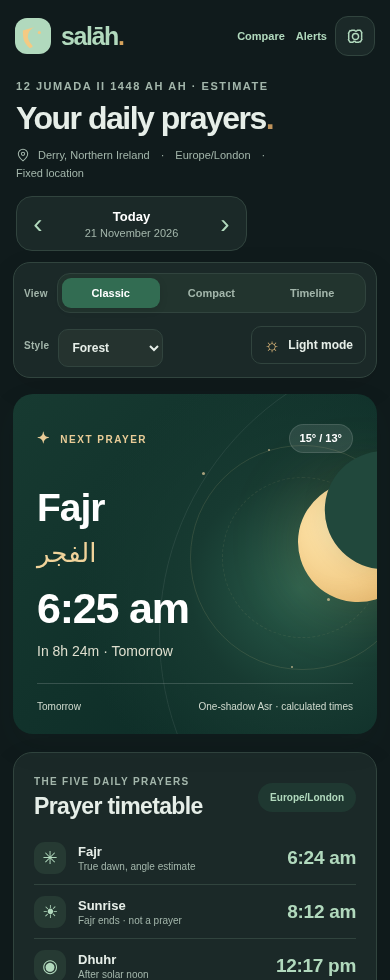 salāh.
Compare Alerts
12 JUMADA II 1448 AH AH · ESTIMATE
Your daily prayers.
Derry, Northern Ireland · Europe/London ·
Fixed location
‹ Today ›
21 November 2026
View Classic Compact Timeline
Style Forest Light mode
NEXT PRAYER 15° / 13°
Fajr
الفجر
6:25 am
In 8h 24m · Tomorrow
Tomorrow One-shadow Asr · calculated times
THE FIVE DAILY PRAYERS
Prayer timetable Europe/London
Fajr 6:24 am
True dawn, angle estimate
Sunrise 8:12 am
Fajr ends · not a prayer
Dhuhr 12:17 pm
After solar noon